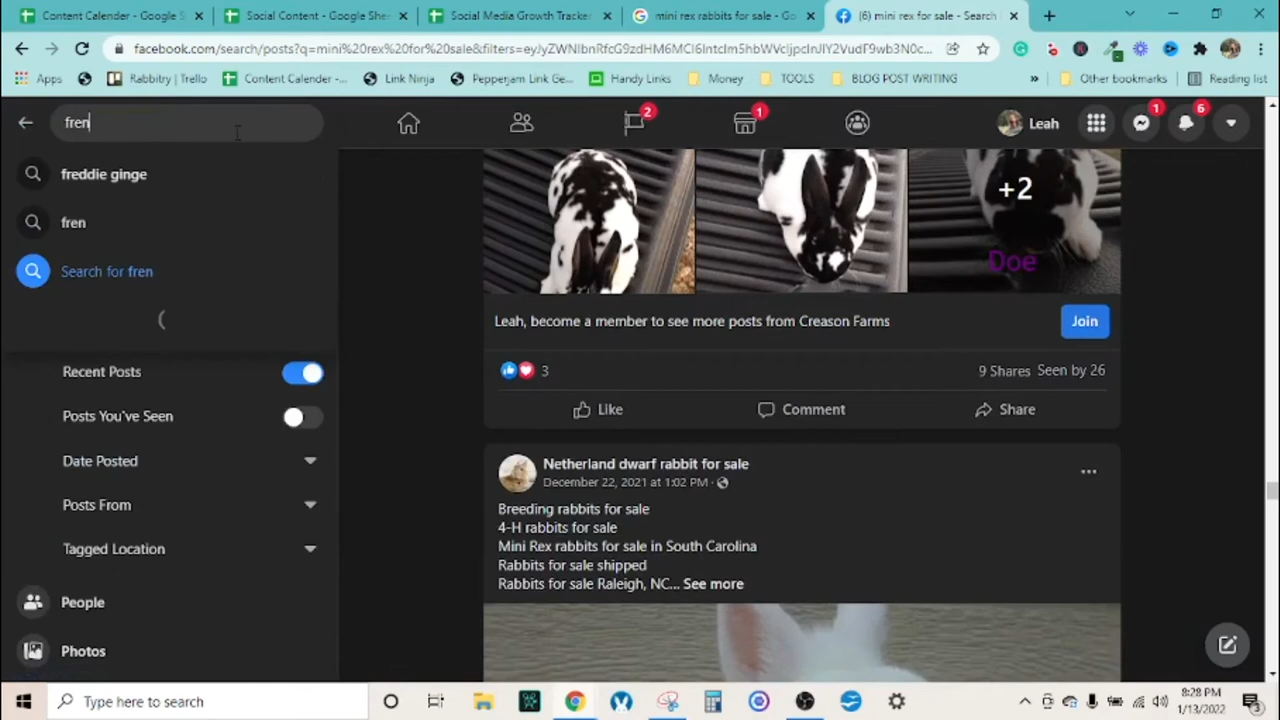 Content Calender - Google S
Social Content - Google She
Social Media Growth Tracker
mini rex rabbits for sale - Go
(6) mini rex for sale - Search
facebook.com/search/posts?q=mini%20rex%20for%20sale&filters=eyJyZWNlbnRfcG9zdHM6MCI6IntcIm5hbWVcIjpcInJlY2VudF9wb3N0c...
Apps
Rabbitry | Trello
Content Calender -...
Link Ninja
Pepperjam Link Ge...
Handy Links
Money
TOOLS
BLOG POST WRITING
»
Other bookmarks
Reading list
fren
2
1
Leah
1
6
freddie ginge
fren
Search for fren
+2
Doe
Leah, become a member to see more posts from Creason Farms
Join
Recent Posts
3
9 Shares Seen by 26
Posts You've Seen
Like
Comment
Share
Date Posted
Netherland dwarf rabbit for sale
December 22, 2021 at 1:02 PM ·
Posts From
Breeding rabbits for sale
4-H rabbits for sale
Tagged Location
Mini Rex rabbits for sale in South Carolina
Rabbits for sale shipped
Rabbits for sale Raleigh, NC... See more
People
Photos
Type here to search
8:28 PM
1/13/2022
3